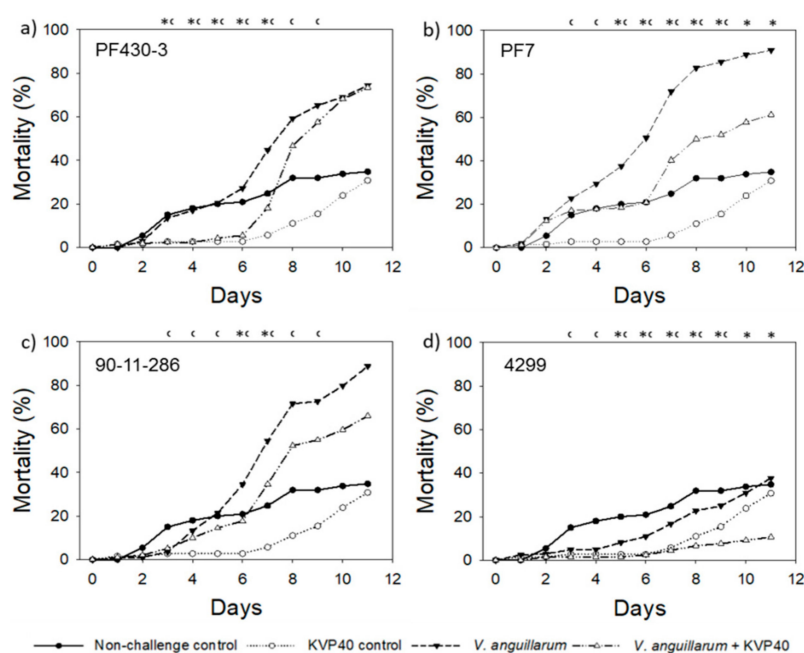 *c *c *c *c *c c c
a) PF430-3
100
80
60
40
20
0
Mortality (%)
0 2 4 6 8 10 12
Days
c c *c *c *c *c *c * *
b) PF7
100
80
60
40
20
0
Mortality (%)
0 2 4 6 8 10 12
Days
c c c *c *c c c
c) 90-11-286
100
80
60
40
20
0
Mortality (%)
0 2 4 6 8 10 12
Days
c c *c *c *c *c *c * *
d) 4299
100
80
60
40
20
0
Mortality (%)
0 2 4 6 8 10 12
Days
Non-challenge control KVP40 control V. anguillarum V. anguillarum + KVP40